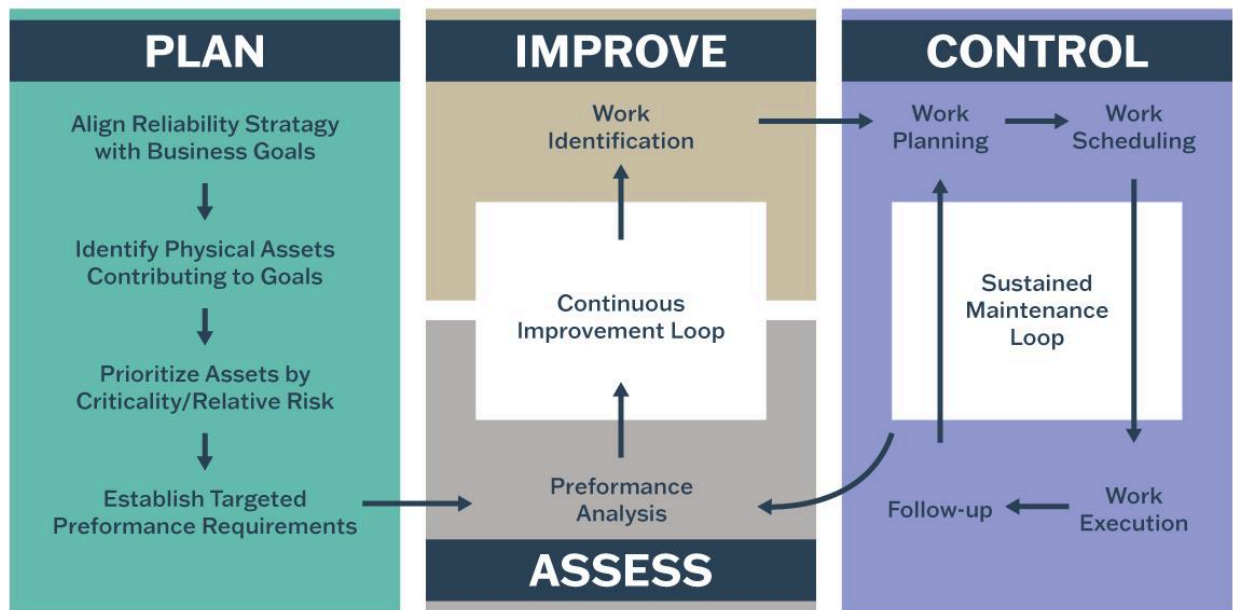 PLAN
Align Reliability Stratagy
with Business Goals
Identify Physical Assets
Contributing to Goals
Prioritize Assets by
Criticality/Relative Risk
Establish Targeted
Preformance Requirements
IMPROVE
Work
Identification
Continuous
Improvement Loop
Preformance
Analysis
ASSESS
CONTROL
Work
Planning
Work
Scheduling
Sustained
Maintenance
Loop
Follow-up
Work
Execution